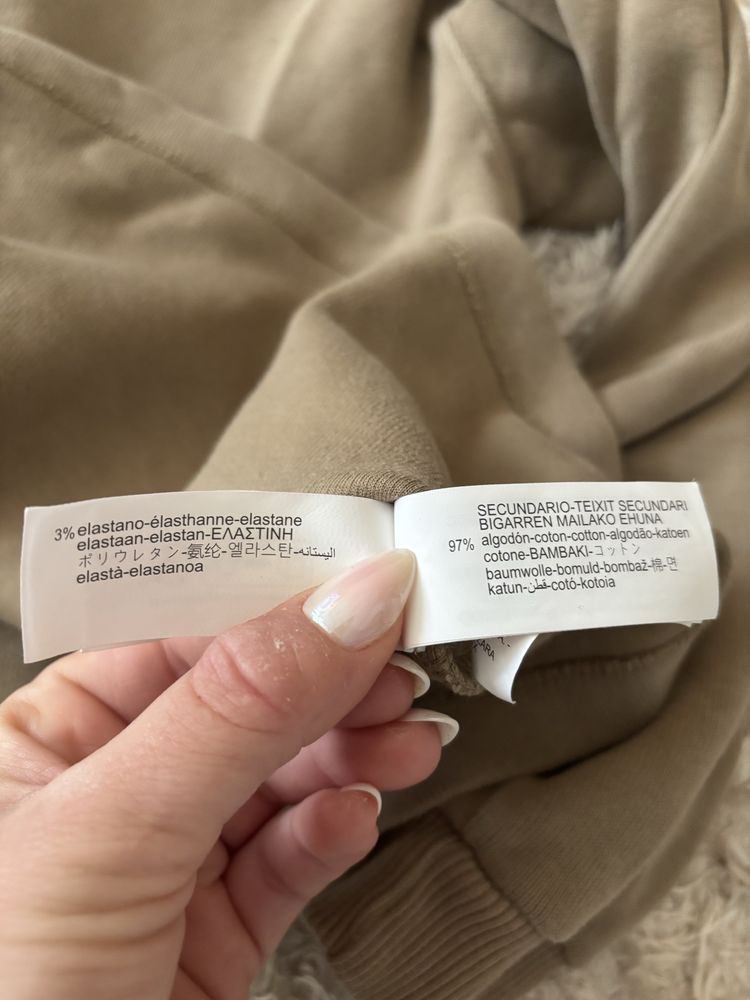 3% elastano-élasthanne-elastane
elastaan-elastan-ΕΛΑΣΤΙΝΗ
ポリウレタン-氨纶-엘라스탄-اليستانه
elastà-elastanoa
SECUNDARIO-TEIXIT SECUNDARI
BIGARREN MAILAKO EHUNA
97% algodón-coton-cotton-algodão-katoen
cotone-BAMBAKI-コットン
baumwolle-bomuld-bombaž-棉-면
katun-قطن-cotó-kotoia